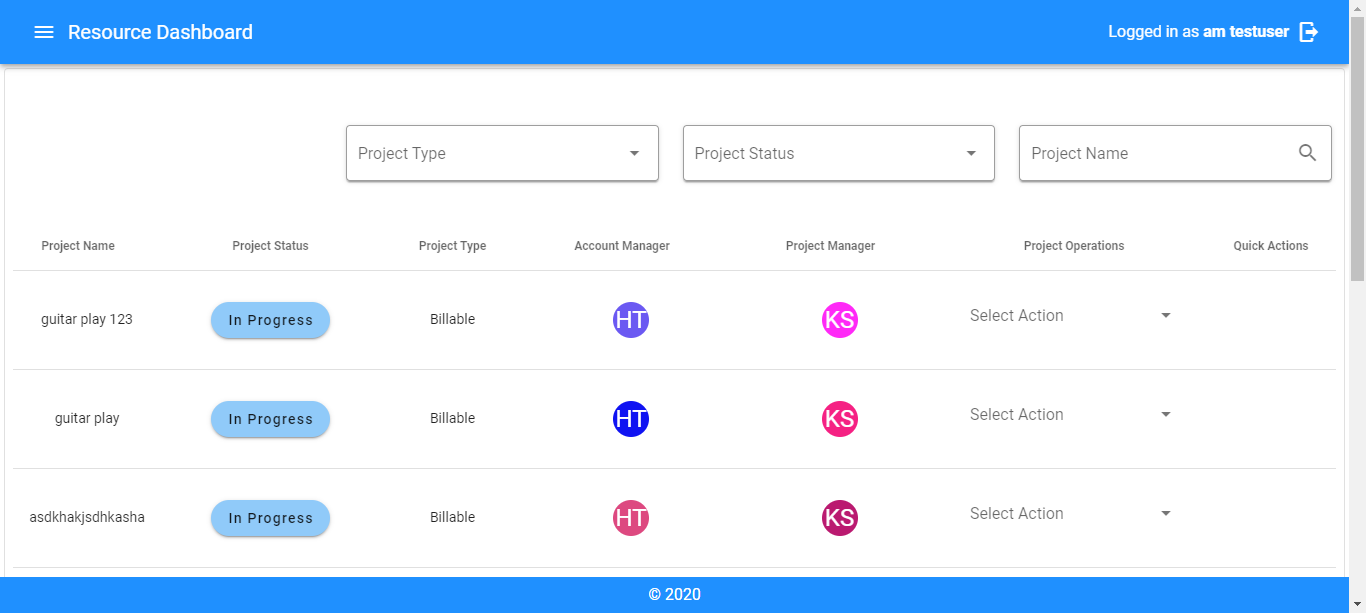 Resource Dashboard Logged in as am testuser
Project Type Project Status Project Name
Project Name Project Status Project Type Account Manager Project Manager Project Operations Quick Actions
guitar play 123 In Progress Billable HT KS Select Action
guitar play In Progress Billable HT KS Select Action
asdkhakjsdhkasha In Progress Billable HT KS Select Action
© 2020